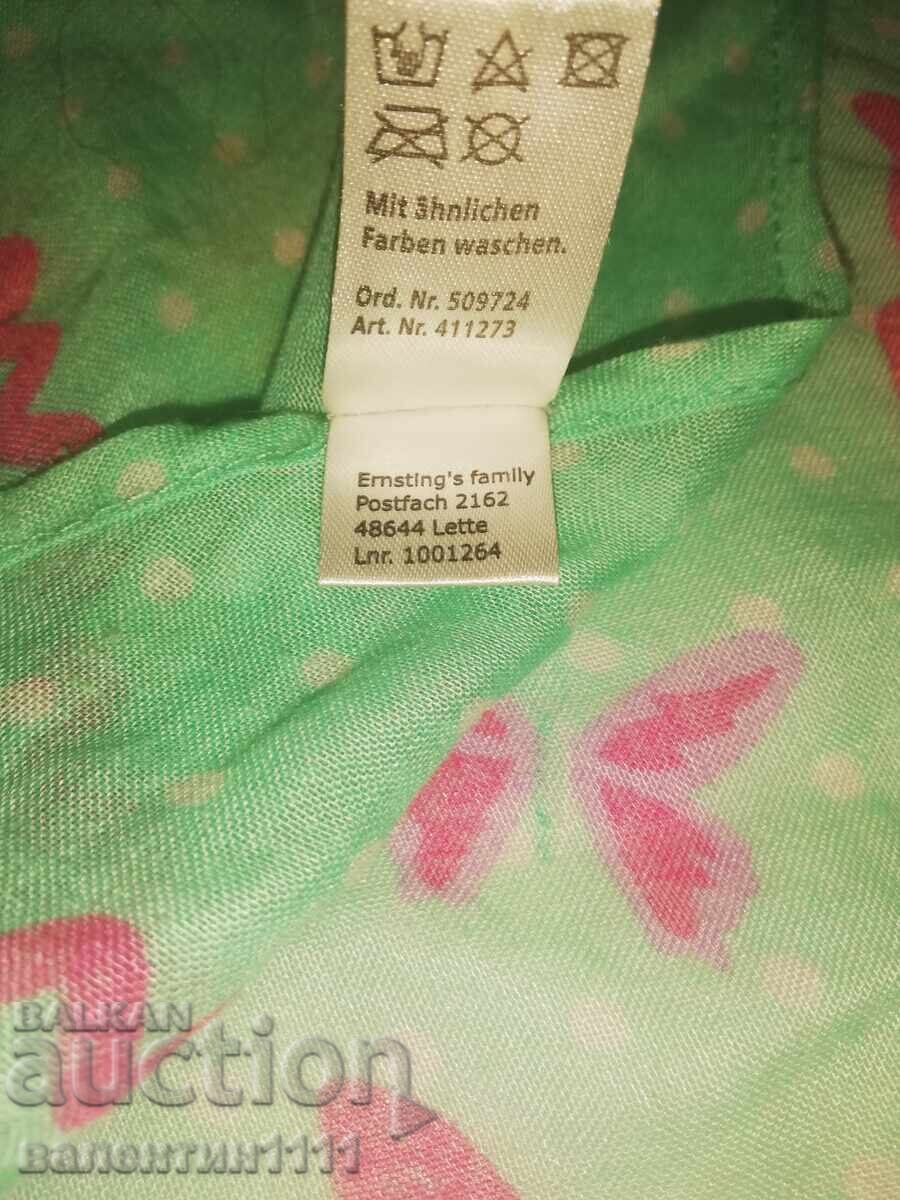 Mit ähnlichen
Farben waschen.
Ord. Nr. 509724
Art. Nr. 411273
Ernsting's family
Postfach 2162
48644 Lette
Lnr. 1001264
BALKAN
auction
валентин1111